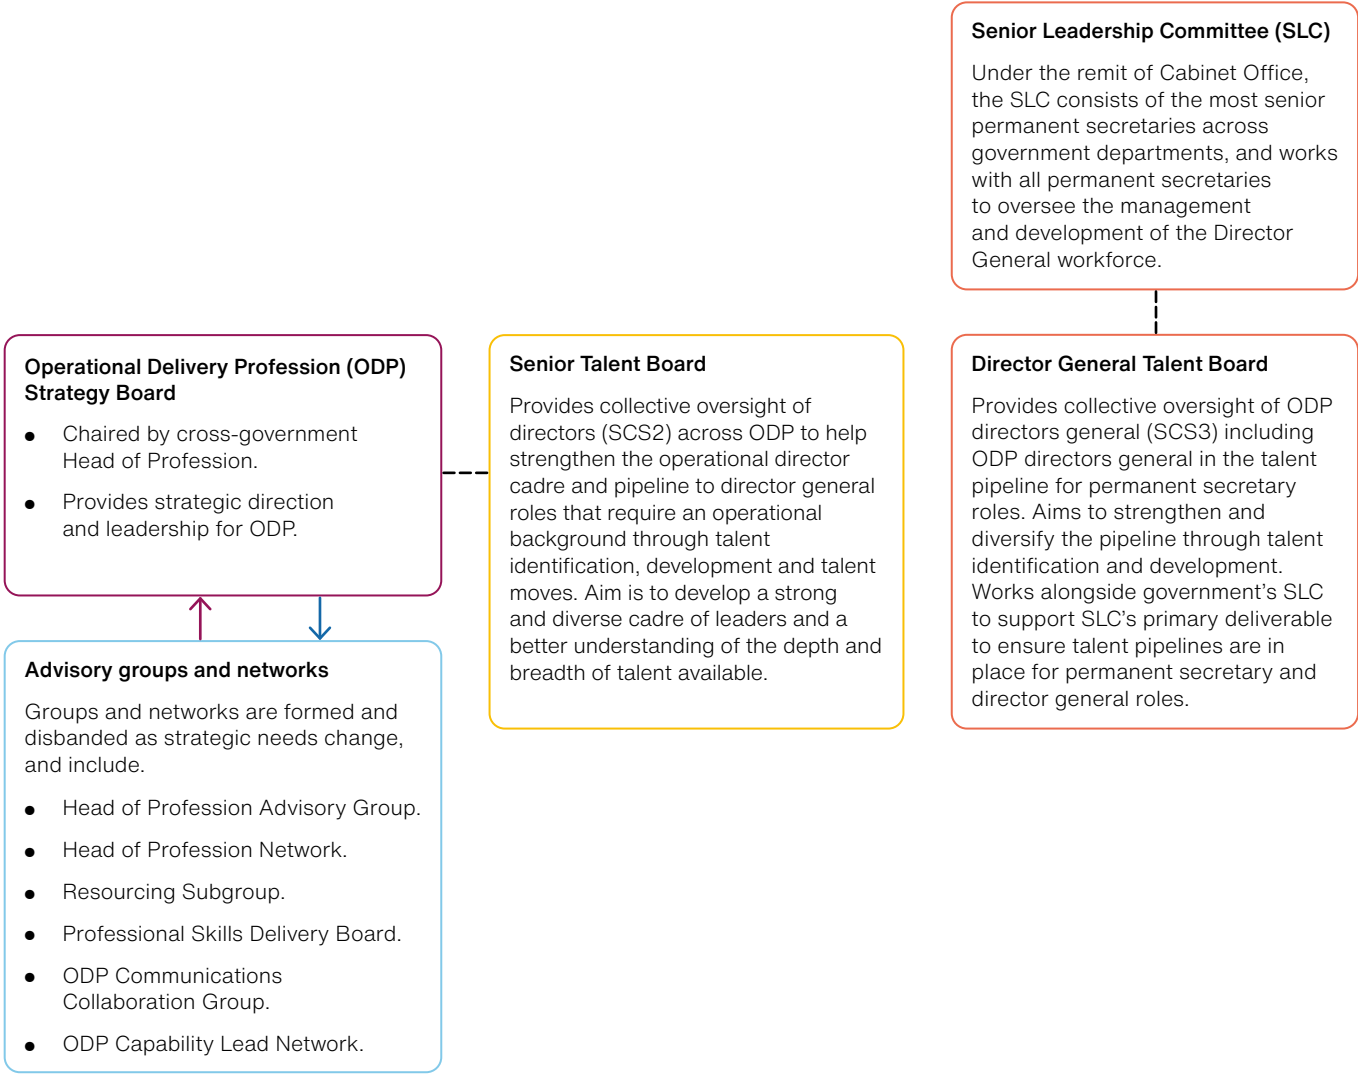 Senior Leadership Committee (SLC)
Under the remit of Cabinet Office,
the SLC consists of the most senior
permanent secretaries across
government departments, and works
with all permanent secretaries
to oversee the management
and development of the Director
General workforce.
Operational Delivery Profession (ODP)
Strategy Board
● Chaired by cross-government
Head of Profession.
● Provides strategic direction
and leadership for ODP.
Senior Talent Board
Provides collective oversight of
directors (SCS2) across ODP to help
strengthen the operational director
cadre and pipeline to director general
roles that require an operational
background through talent
identification, development and talent
moves. Aim is to develop a strong
and diverse cadre of leaders and a
better understanding of the depth and
breadth of talent available.
Director General Talent Board
Provides collective oversight of ODP
directors general (SCS3) including
ODP directors general in the talent
pipeline for permanent secretary
roles. Aims to strengthen and
diversify the pipeline through talent
identification and development.
Works alongside government’s SLC
to support SLC’s primary deliverable
to ensure talent pipelines are in
place for permanent secretary and
director general roles.
Advisory groups and networks
Groups and networks are formed and
disbanded as strategic needs change,
and include.
● Head of Profession Advisory Group.
● Head of Profession Network.
● Resourcing Subgroup.
● Professional Skills Delivery Board.
● ODP Communications
Collaboration Group.
● ODP Capability Lead Network.